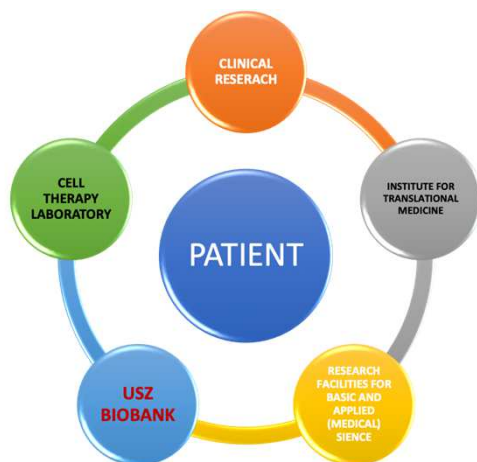 CLINICAL
RESERACH
CELL
THERAPY
LABORATORY
INSTITUTE FOR
TRANSLATIONAL
MEDICINE
PATIENT
USZ
BIOBANK
RESEARCH
FACILITIES FOR
BASIC AND
APPLIED
(MEDICAL)
SIENCE